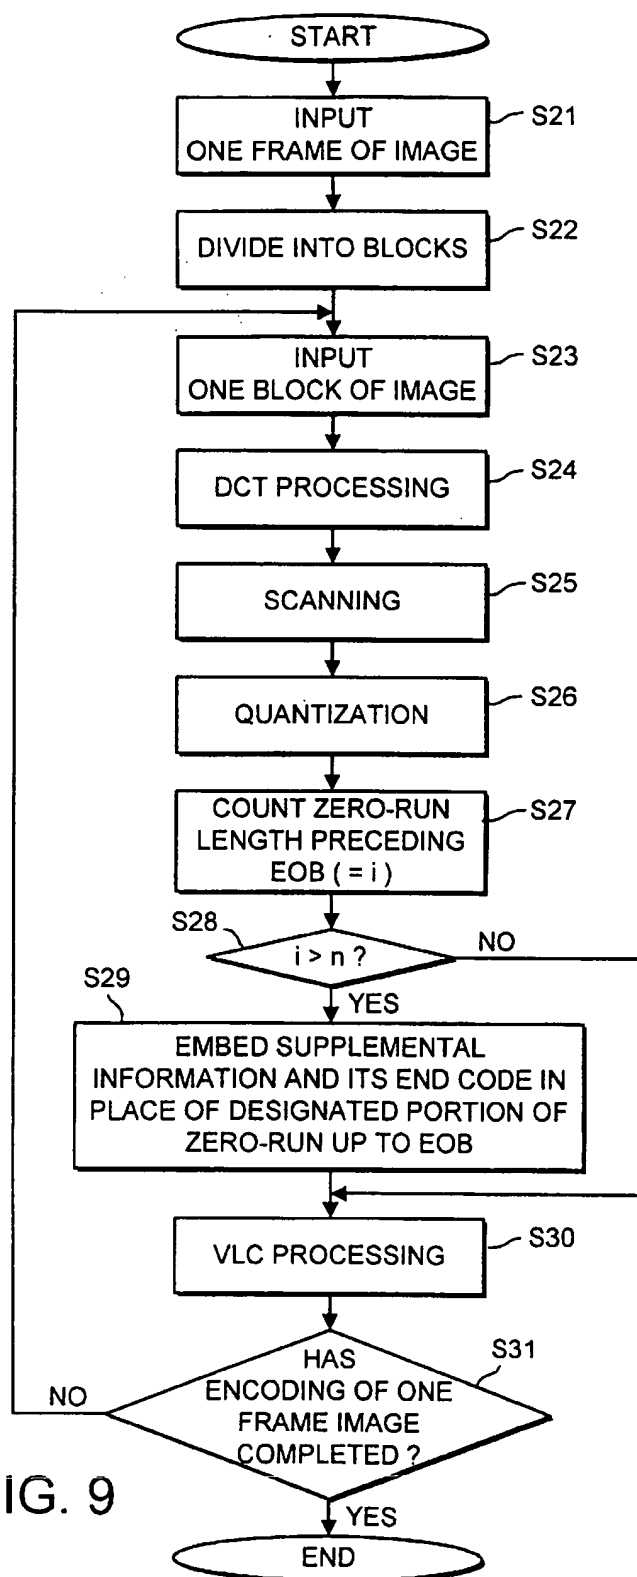 START
INPUT
ONE FRAME OF IMAGE
S21
DIVIDE INTO BLOCKS
S22
INPUT
ONE BLOCK OF IMAGE
S23
DCT PROCESSING
S24
SCANNING
S25
QUANTIZATION
S26
COUNT ZERO-RUN
LENGTH PRECEDING
EOB ( = i )
S27
S28
i > n ?
NO
YES
S29
EMBED SUPPLEMENTAL
INFORMATION AND ITS END CODE IN
PLACE OF DESIGNATED PORTION OF
ZERO-RUN UP TO EOB
VLC PROCESSING
S30
HAS
ENCODING OF ONE
FRAME IMAGE
COMPLETED ?
S31
NO
YES
IG. 9
END